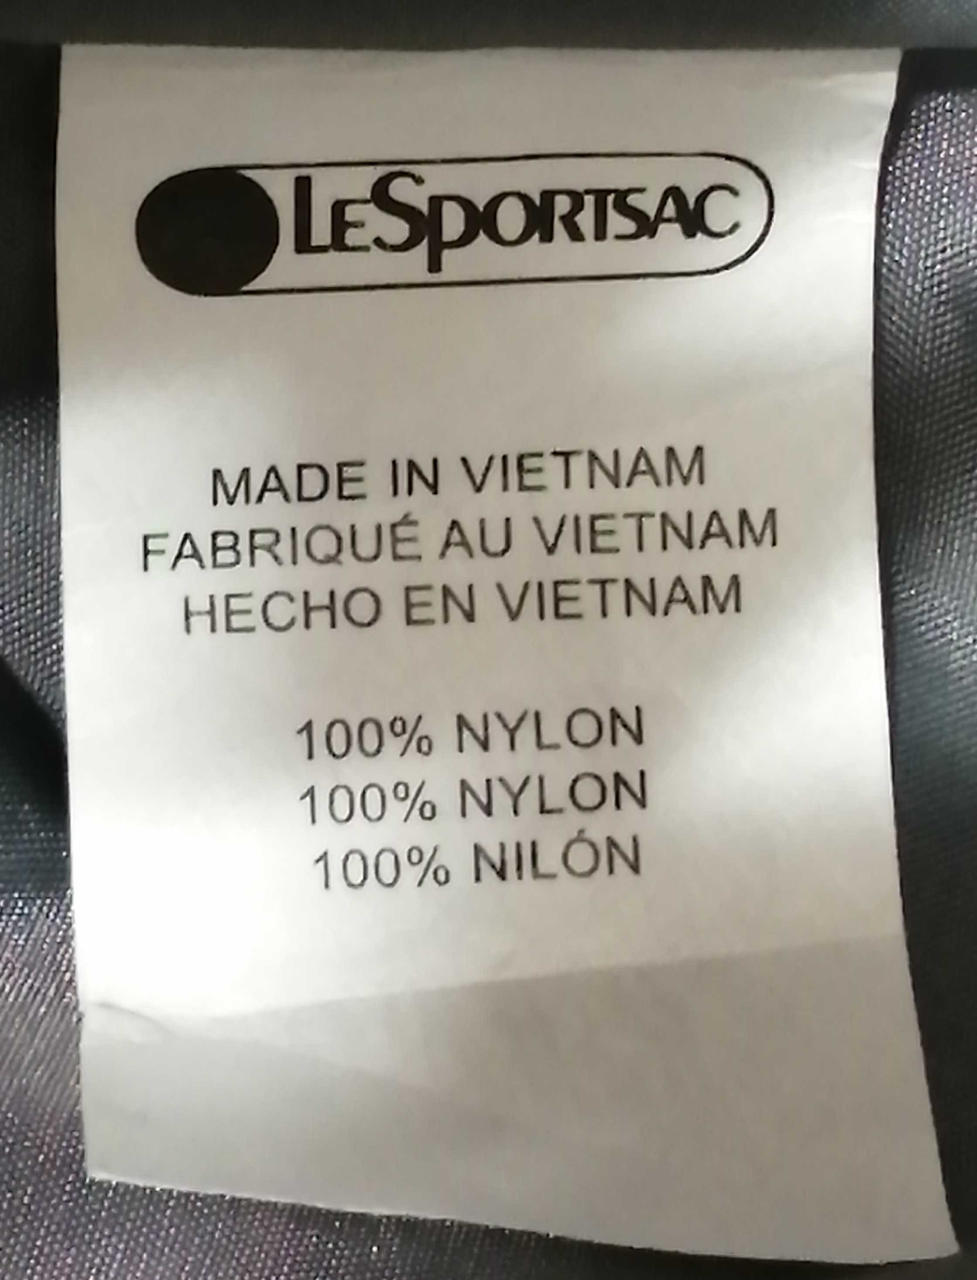 LESPORTSAC
MADE IN VIETNAM
FABRIQUÉ AU VIETNAM
HECHO EN VIETNAM
100% NYLON
100% NYLON
100% NILÓN